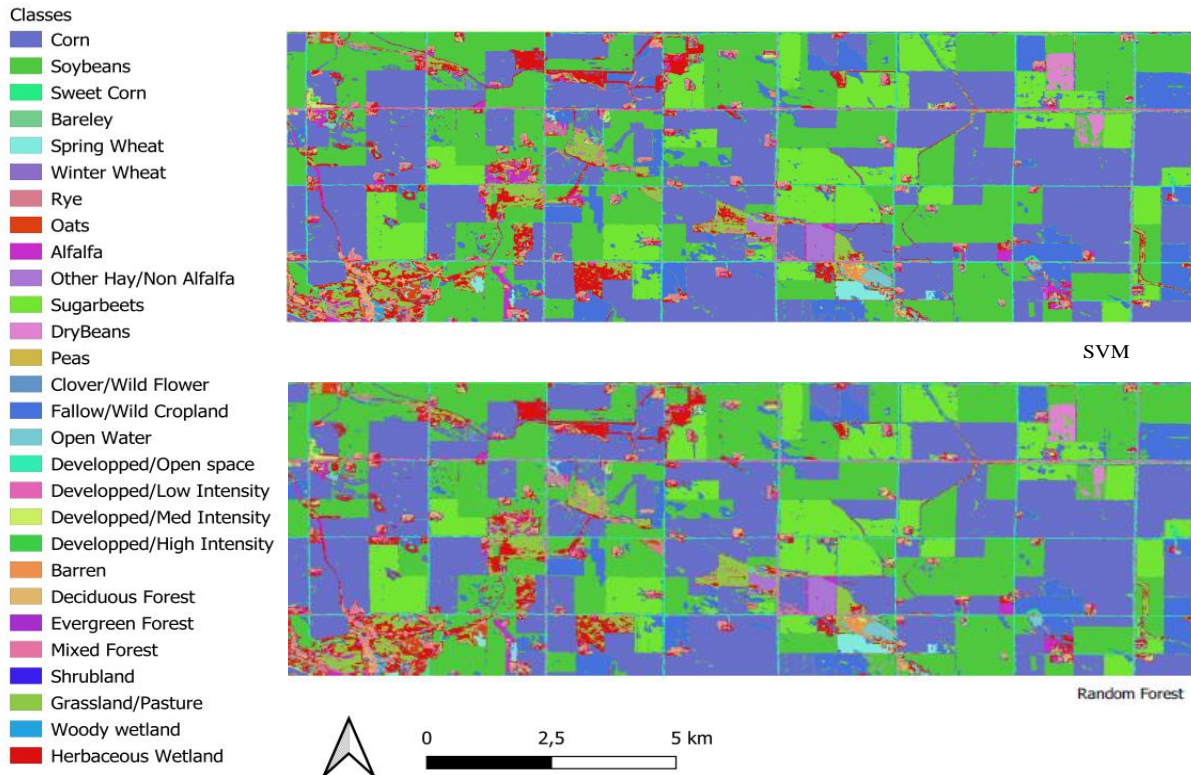 Classes
Corn
Soybeans
Sweet Corn
Bareley
Spring Wheat
Winter Wheat
Rye
Oats
Alfalfa
Other Hay/Non Alfalfa
Sugarbeets
DryBeans
Peas
Clover/Wild Flower
Fallow/Wild Cropland
Open Water
Developped/Open space
Developped/Low Intensity
Developped/Med Intensity
Developped/High Intensity
Barren
Deciduous Forest
Evergreen Forest
Mixed Forest
Shrubland
Grassland/Pasture
Woody wetland
Herbaceous Wetland
SVM
Random Forest
0 2,5 5 km